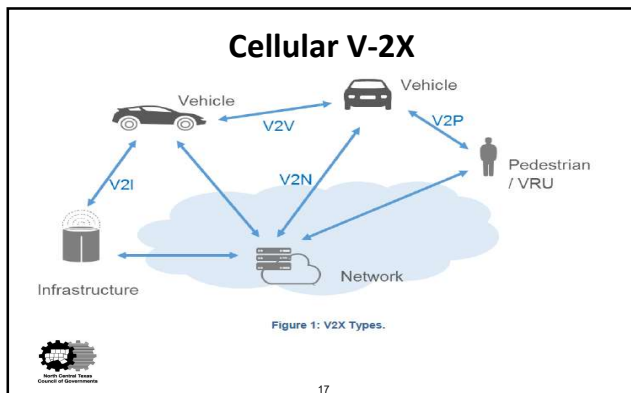 Cellular V-2X
Vehicle
Vehicle
V2V
V2P
V2I
V2N
Pedestrian
/ VRU
Infrastructure
Network
Figure 1: V2X Types.
North Central Texas
Council of Governments
17